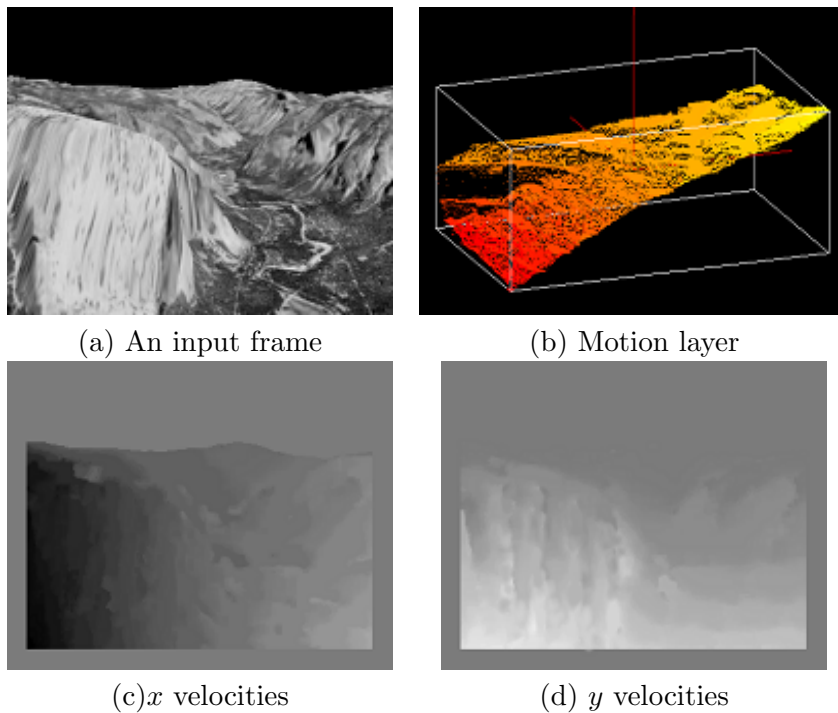 (a) An input frame
(b) Motion layer
(c)x velocities
(d) y velocities